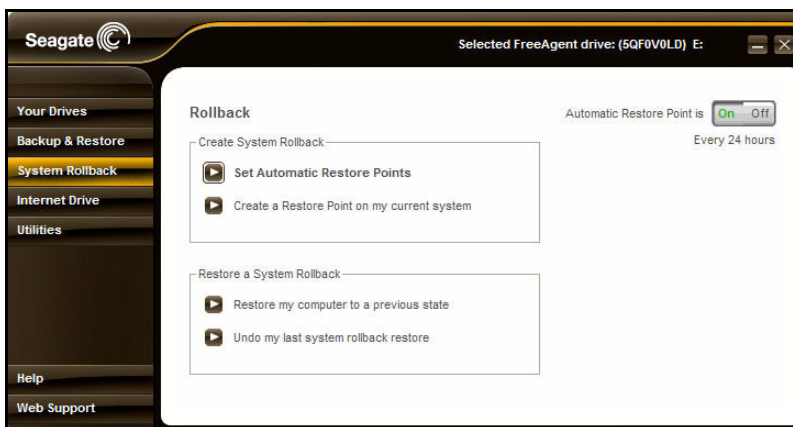 Seagate
Selected FreeAgent drive: (5QF0V0LD) E:
Your Drives
Backup & Restore
System Rollback
Internet Drive
Utilities
Help
Web Support
Rollback
Automatic Restore Point is On Off
Every 24 hours
Create System Rollback
Set Automatic Restore Points
Create a Restore Point on my current system
Restore a System Rollback
Restore my computer to a previous state
Undo my last system rollback restore